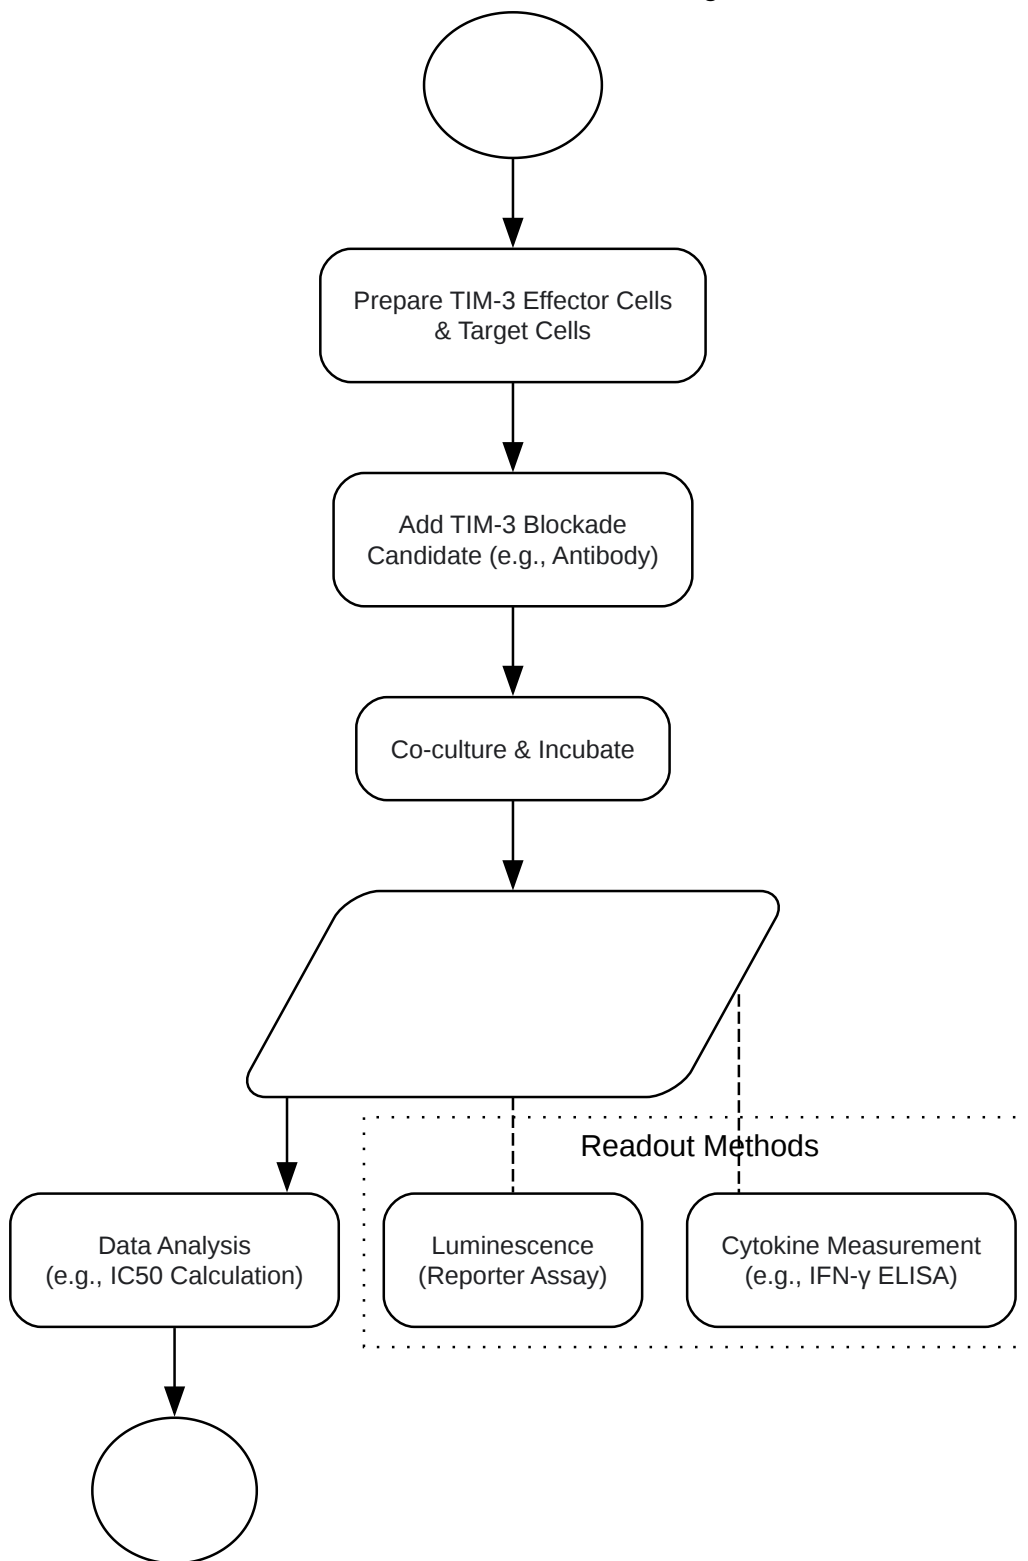 Prepare TIM-3 Effector Cells
& Target Cells
Add TIM-3 Blockade
Candidate (e.g., Antibody)
Co-culture & Incubate
Readout Methods
Data Analysis
(e.g., IC50 Calculation)
Luminescence
(Reporter Assay)
Cytokine Measurement
(e.g., IFN-γ ELISA)